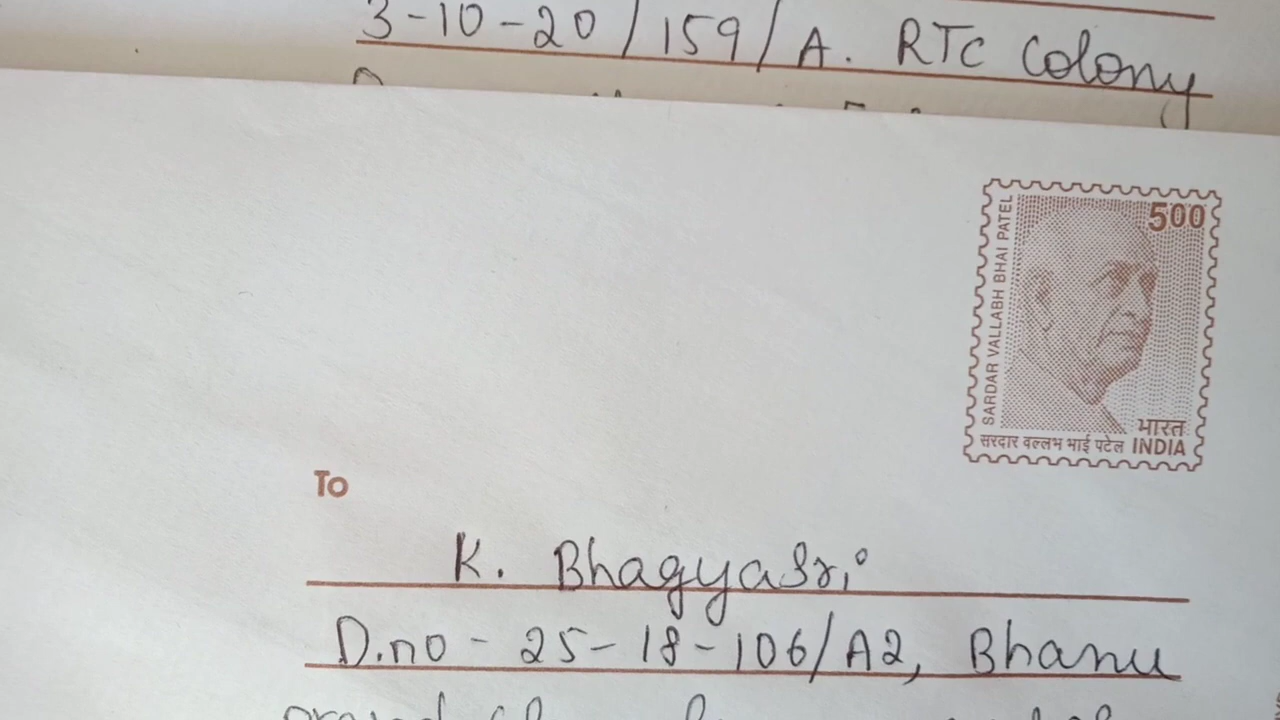 3-10-20/159/A. RTC Colony
500
SARDAR VALLABH BHAI PATEL
भारत
सरदार वल्लभ भाई पटेल INDIA
To
K. BhagyaSri
D.no - 25-18-106/A2, Bhanu